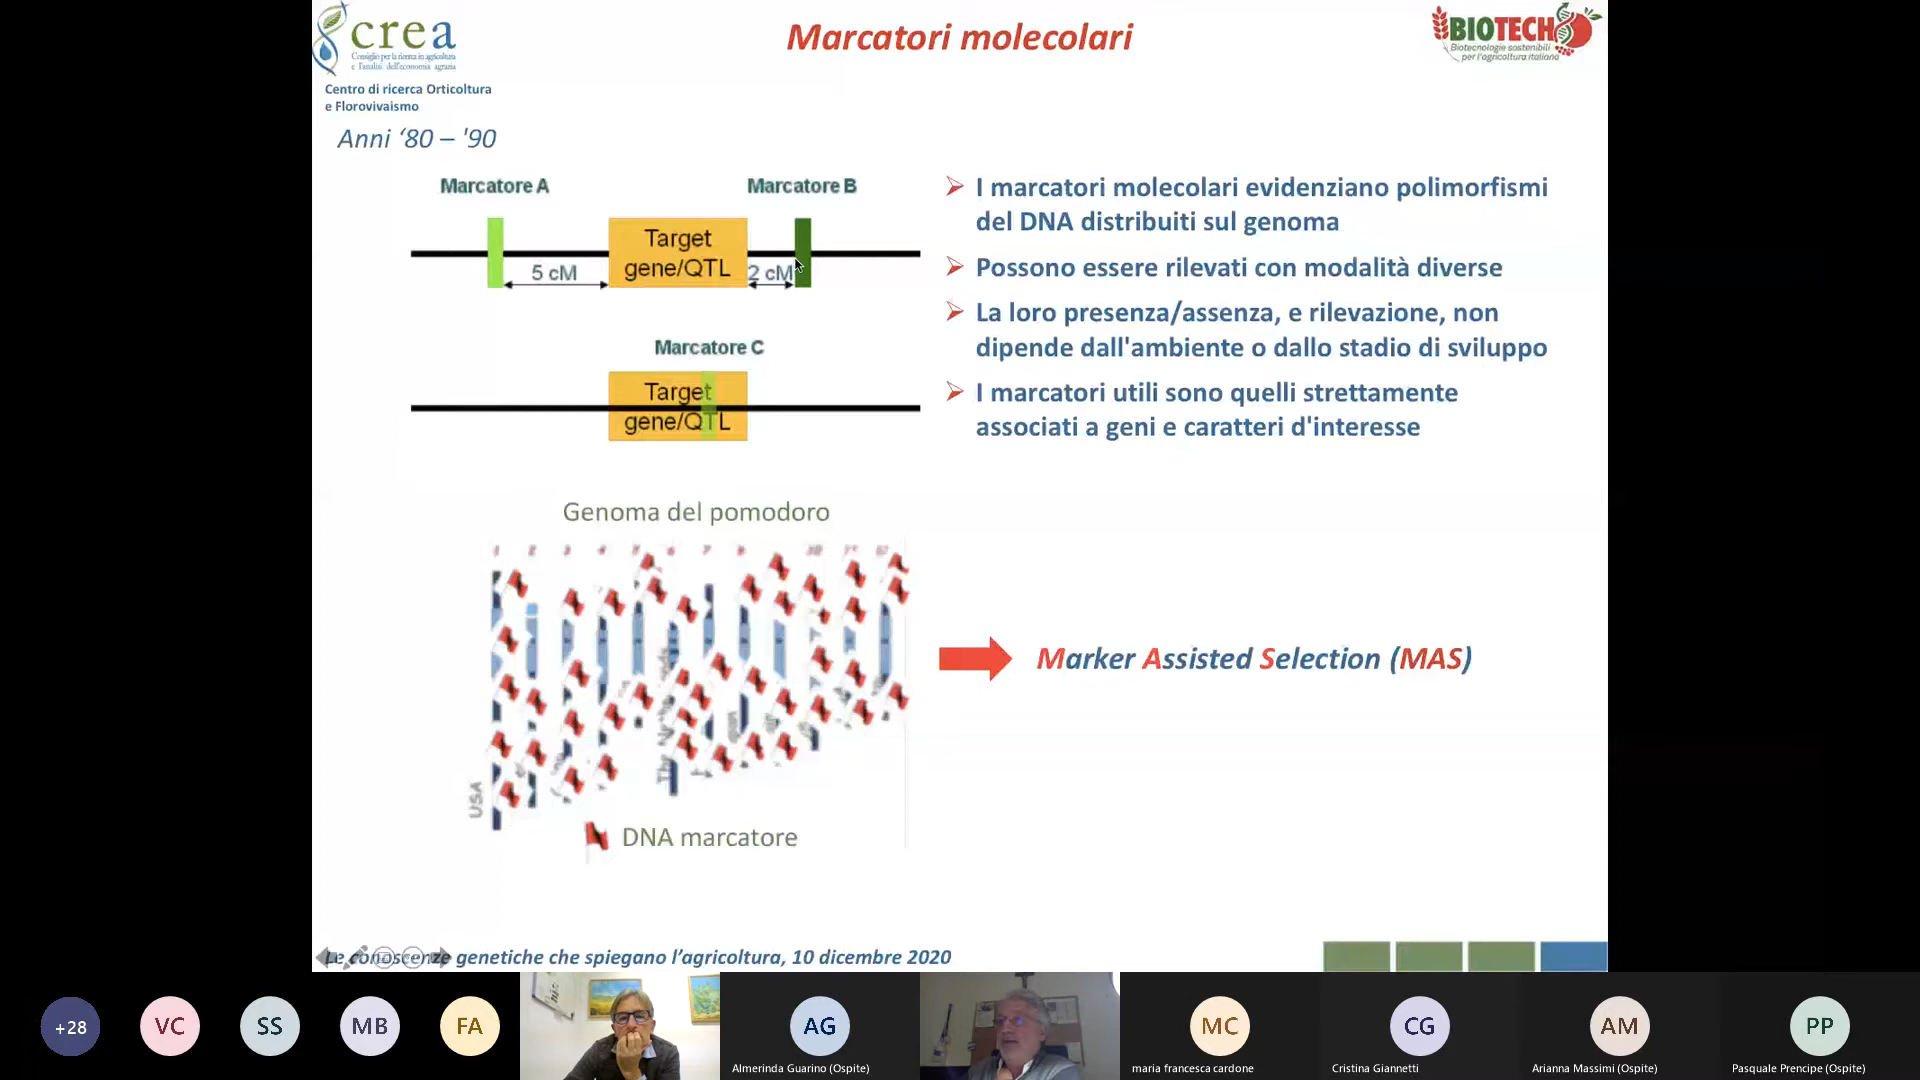 crea
Consiglio per la ricerca in agricoltura
e l'analisi dell'economia agraria
Centro di ricerca Orticoltura
e Florovivaismo
Marcatori molecolari
BIOTECH
Biotecnologie sostenibili
per l'agricoltura italiana
Anni ‘80 – '90
Marcatore A
Marcatore B
Target
gene/QTL
5 cM
2 cM
Marcatore C
Target
gene/QTL
I marcatori molecolari evidenziano polimorfismi
del DNA distribuiti sul genoma
Possono essere rilevati con modalità diverse
La loro presenza/assenza, e rilevazione, non
dipende dall'ambiente o dallo stadio di sviluppo
I marcatori utili sono quelli strettamente
associati a geni e caratteri d'interesse
Genoma del pomodoro
USA
DNA marcatore
Marker Assisted Selection (MAS)
Le conoscenze genetiche che spiegano l’agricoltura, 10 dicembre 2020
+28
VC
SS
MB
FA
AG
Almerinda Guarino (Ospite)
MC
maria francesca cardone
CG
Cristina Giannetti
AM
Arianna Massimi (Ospite)
PP
Pasquale Prencipe (Ospite)